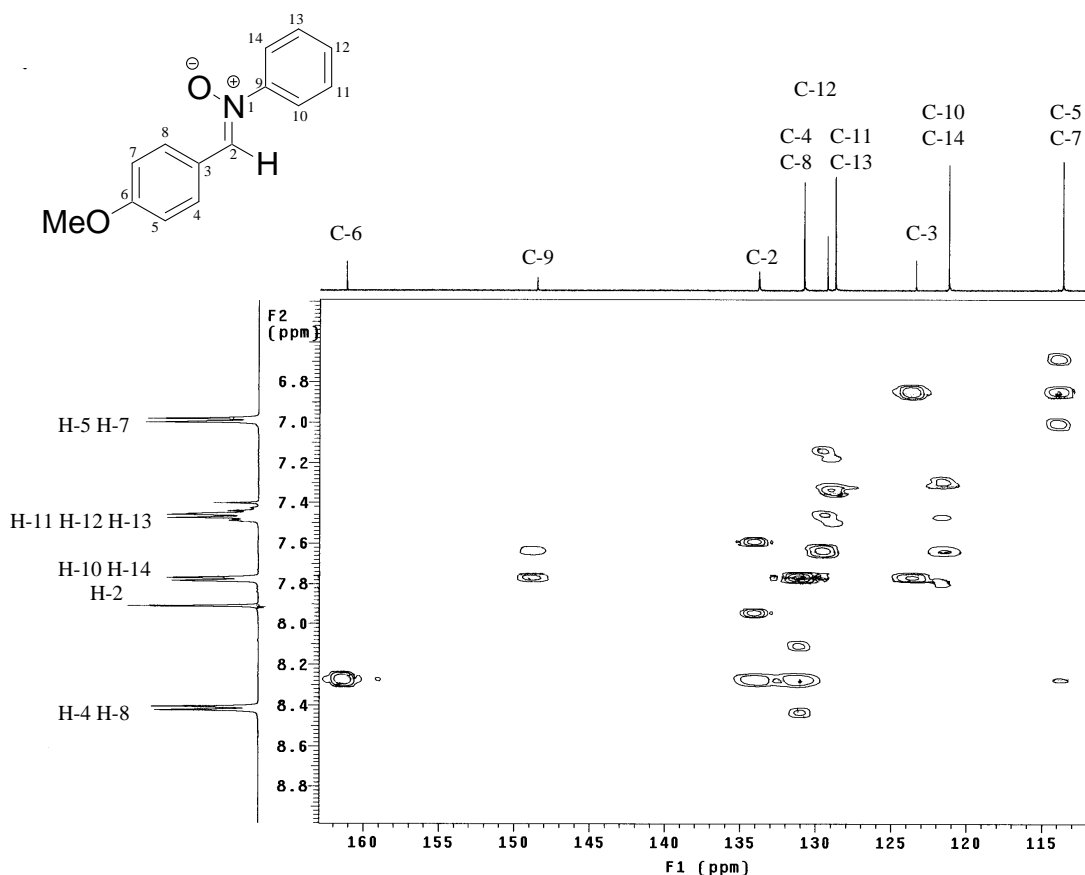 13
14
12
⊖
⊕
O
9
11
N
1
10
8
7
2
H
3
6
4
MeO
5
C-12
C-10
C-5
C-4
C-11
C-14
C-7
C-8
C-13
C-6
C-9
C-2
C-3
F2
(ppm)
6.8
H-5 H-7
7.0
7.2
7.4
H-11 H-12 H-13
7.6
H-10 H-14
7.8
H-2
8.0
8.2
H-4 H-8
8.4
8.6
8.8
160 155 150 145 140 135 130 125 120 115
F1 (ppm)